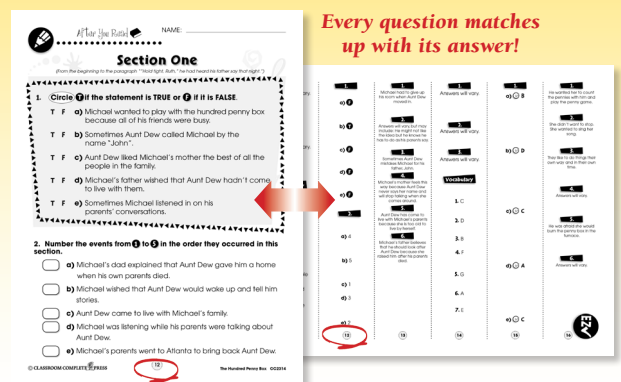 Every question matches
up with its answer!
After You Read
NAME:
Section One
(From the beginning to the paragraph "'Hold tight, Ruth,' he had heard his father say that night.")
1. Circle T if the statement is TRUE or F if it is FALSE.
T F a) Michael wanted to play with the hundred penny box
because all of his friends were busy.
T F b) Sometimes Aunt Dew called Michael by the
name "John".
T F c) Aunt Dew liked Michael's mother the best of all the
people in the family.
T F d) Michael's father wished that Aunt Dew hadn't come
to live with them.
T F e) Sometimes Michael listened in on his
parents' conversations.
2. Number the events from 1 to 5 in the order they occurred in this
section.
a) Michael's dad explained that Aunt Dew gave him a home
when his own parents died.
b) Michael wished that Aunt Dew would wake up and tell him
stories.
c) Aunt Dew came to live with Michael's family.
d) Michael was listening while his parents were talking about
Aunt Dew.
e) Michael's parents went to Atlanta to bring back Aunt Dew.
© CLASSROOM COMPLETE PRESS
12
The Hundred Penny Box CC2314
1.
a) F
b) T
c) F
d) F
e) T
2.
a) 4
b) 5
c) 1
d) 3
e) 2
12
1.
Michael had to give up
his room when Aunt Dew
moved in.
2.
Answers will vary, but may
include: He might not like
the idea but he knows he
has to do as his parents say.
3.
Sometimes Aunt Dew
mistakes Michael for his
father, John.
4.
Michael's mother feels this
way because Aunt Dew
never says her name and
will stop talking when she
comes around.
5.
Aunt Dew has come to
live with Michael's parents
because she is too old to
live by herself.
6.
Michael's father believes
that he should look after
Aunt Dew because she
raised him after his parents
died.
13
1.
Answers will vary.
2.
Answers will vary.
3.
Answers will vary.
Vocabulary
1. C
2. D
3. B
4. F
5. G
6. A
7. E
14
1.
a) B
b) D
c) C
d) A
e) C
15
1.
He wanted her to count
the pennies with him and
play the penny game.
2.
She didn't want to stop.
She wanted to sing her
song.
3.
They like to do things their
own way and in their own
time.
4.
Answers will vary.
5.
He was afraid she would
burn the penny box in the
furnace.
6.
Answers will vary.
16
EZ